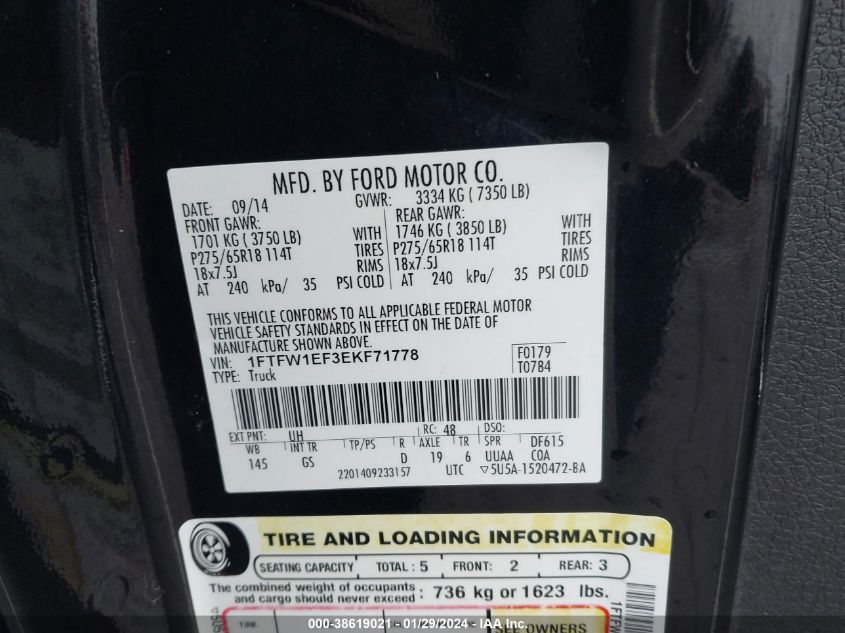 MFD. BY FORD MOTOR CO.
DATE: 09/14 GVWR: 3334 KG ( 7350 LB)
FRONT GAWR: REAR GAWR:
1701 KG ( 3750 LB) WITH 1746 KG ( 3850 LB) WITH
P275/65R18 114T TIRES P275/65R18 114T TIRES
18x7.5J RIMS 18x7.5J RIMS
AT 240 kPa/ 35 PSI COLD AT 240 kPa/ 35 PSI COLD
THIS VEHICLE CONFORMS TO ALL APPLICABLE FEDERAL MOTOR
VEHICLE SAFETY STANDARDS IN EFFECT ON THE DATE OF
MANUFACTURE SHOWN ABOVE.
VIN: 1FTFW1EF3EKF71778 F0179
TYPE: Truck T0784
EXT PNT: UH RC: 48 DSO:
WB INT TR TP/PS R AXLE TR SPR DF615
145 GS D 19 6 UUAA COA
2201409233157 UTC ▽5U5A-1520472-BA
TIRE AND LOADING INFORMATION
SEATING CAPACITY TOTAL : 5 FRONT: 2 REAR: 3
The combined weight of occupants
and cargo should never exceed : 736 kg or 1623 lbs.
TIRE SEE OWNERS
1FTFW
000-38619021 - 01/29/2024 - IAA Inc.